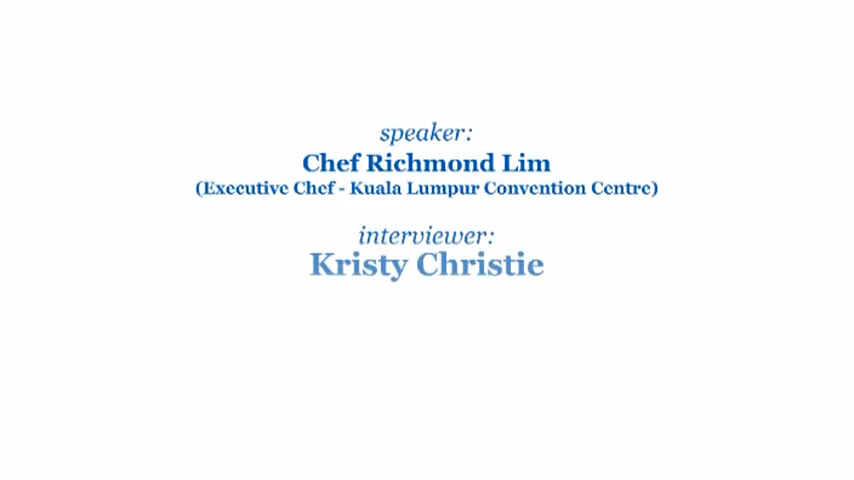 speaker:
Chef Richmond Lim
(Executive Chef - Kuala Lumpur Convention Centre)
interviewer:
Kristy Christie